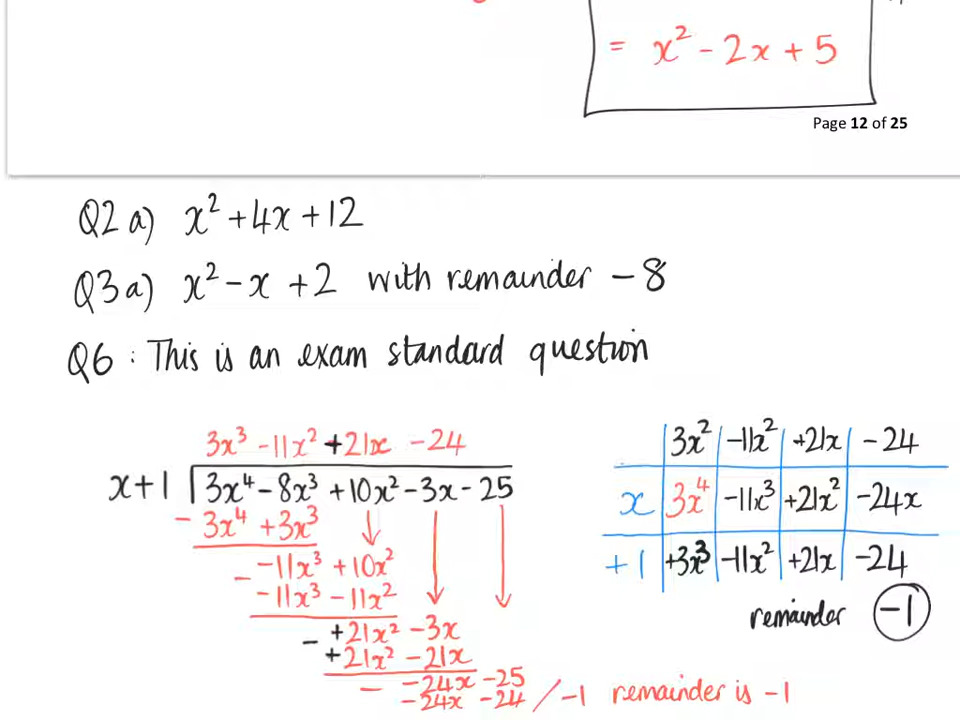 = x² - 2x + 5
Page 12 of 25
Q2 a) x² + 4x + 12
Q3 a) x² - x + 2 with remainder - 8
Q6 : This is an exam standard question
3x³ - 11x² + 21x - 24
x + 1 3x⁴ - 8x³ + 10x² - 3x - 25
- 3x⁴ + 3x³
- -11x³ + 10x²
-11x³ - 11x²
- +21x² - 3x
+21x² - 21x
- -24x - 25
-24x - 24 / -1 remainder is -1
3x² -11x² +21x -24
x 3x⁴ -11x³ +21x² -24x
+1 +3x³ -11x² +21x -24
remainder -1